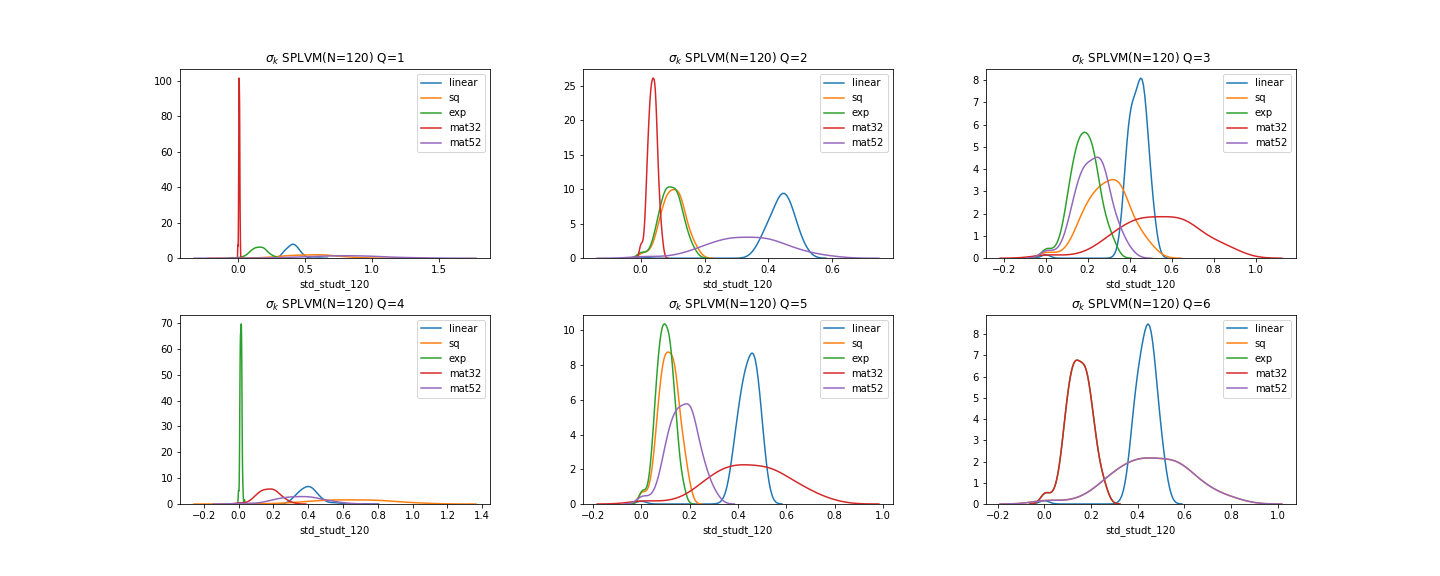 σk SPLVM(N=120) Q=1
100
80
60
40
20
0
0.0 0.5 1.0 1.5
std_studt_120
linear
sq
exp
mat32
mat52
σk SPLVM(N=120) Q=2
25
20
15
10
5
0
0.0 0.2 0.4 0.6
std_studt_120
linear
sq
exp
mat32
mat52
σk SPLVM(N=120) Q=3
8
7
6
5
4
3
2
1
0
−0.2 0.0 0.2 0.4 0.6 0.8 1.0
std_studt_120
linear
sq
exp
mat32
mat52
σk SPLVM(N=120) Q=4
70
60
50
40
30
20
10
0
−0.2 0.0 0.2 0.4 0.6 0.8 1.0 1.2 1.4
std_studt_120
linear
sq
exp
mat32
mat52
σk SPLVM(N=120) Q=5
10
8
6
4
2
0
−0.2 0.0 0.2 0.4 0.6 0.8 1.0
std_studt_120
linear
sq
exp
mat32
mat52
σk SPLVM(N=120) Q=6
8
7
6
5
4
3
2
1
0
−0.2 0.0 0.2 0.4 0.6 0.8 1.0
std_studt_120
linear
sq
exp
mat32
mat52